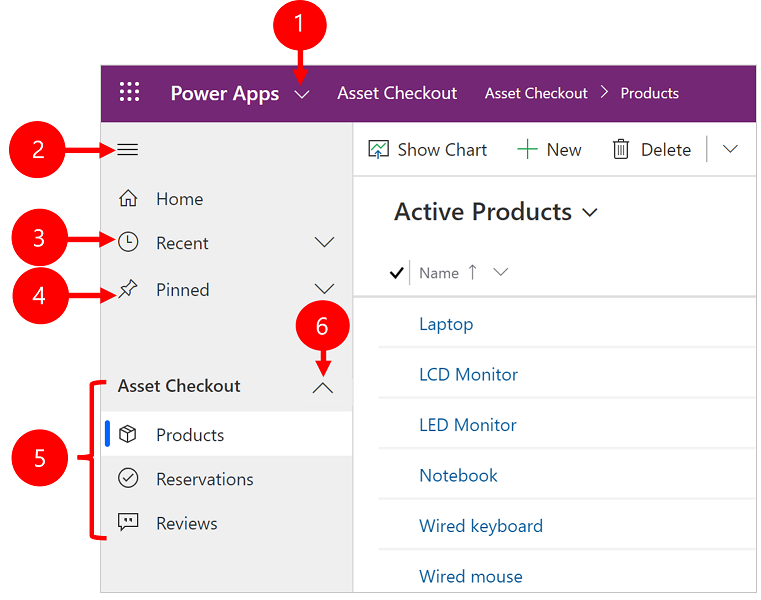 1
Power Apps Asset Checkout Asset Checkout > Products
2
Show Chart New Delete
Home
Active Products
3
Recent
Name
4
Pinned
6
Laptop
Asset Checkout
LCD Monitor
Products
LED Monitor
5
Reservations
Notebook
Reviews
Wired keyboard
Wired mouse